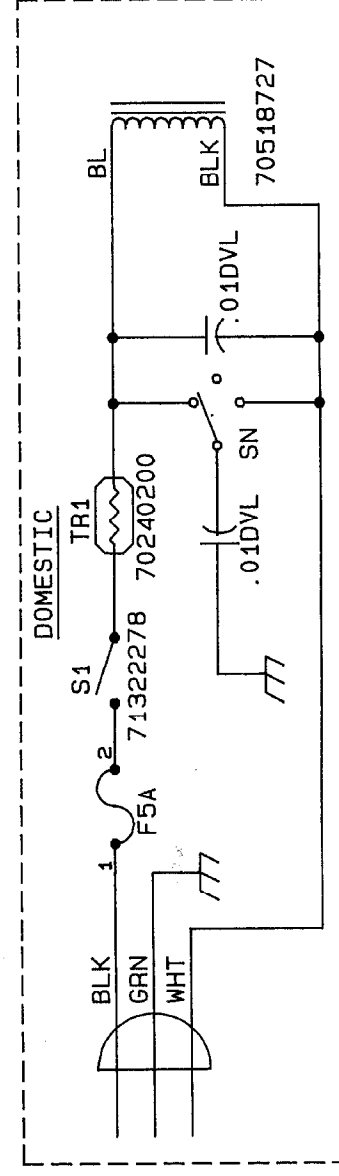 DOMESTIC
BLK
GRN
WHT
1
2
F5A
S1
71322278
TR1
70240200
.01DVL
SN
.01DVL
BL
BLK
70518727